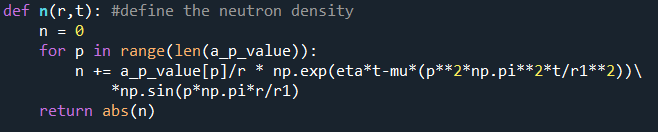 def n(r,t): #define the neutron density
    n = 0
    for p in range(len(a_p_value)):
        n += a_p_value[p]/r * np.exp(eta*t-mu*(p**2*np.pi**2*t/r1**2))\
            *np.sin(p*np.pi*r/r1)
    return abs(n)